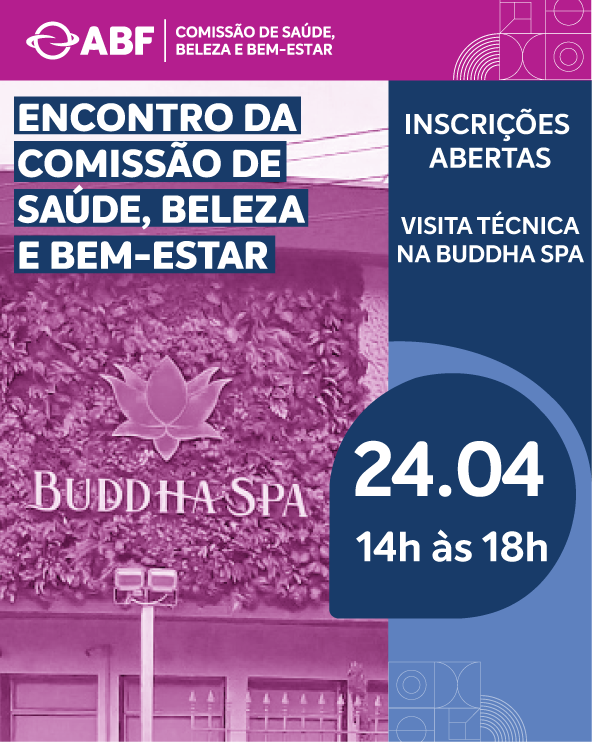 ABF
COMISSÃO DE SAÚDE,
BELEZA E BEM-ESTAR
ENCONTRO DA
COMISSÃO DE
SAÚDE, BELEZA
E BEM-ESTAR
INSCRIÇÕES
ABERTAS
VISITA TÉCNICA
NA BUDDHA SPA
BUDDHA SPA
24.04
14h às 18h